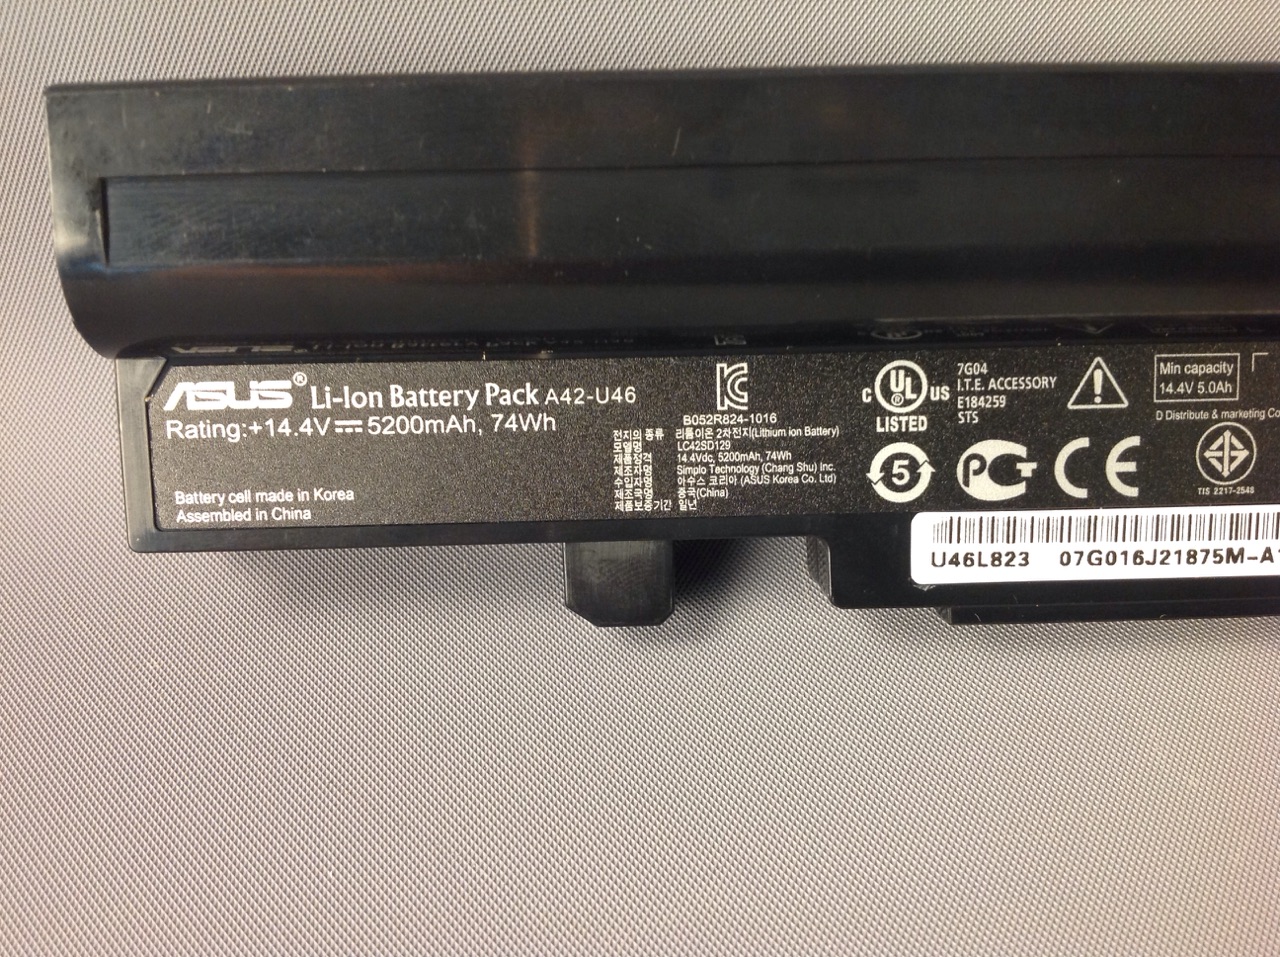 ASUS® Li-Ion Battery Pack A42-U46
Rating:+14.4V⎓5200mAh, 74Wh
Battery cell made in Korea
Assembled in China
B052R824-1016
전지의 종류 리튬이온 2차전지(Lithium ion Battery)
모델명 LC42SD129
제품정격 14.4Vdc, 5200mAh, 74Wh
제조자명 Simplo Technology (Chang Shu) Inc.
수입자명 아수스 코리아 (ASUS Korea Co. Ltd)
제조국명 중국(China)
제품보증기간 일년
C UL ® US
LISTED
7G04
I.T.E. ACCESSORY
E184259
STS
5
PCT
CE
Min capacity
14.4V 5.0Ah
D Distribute & marketing Co
TIS 2217-2548
U46L823 07G016J21875M-A1